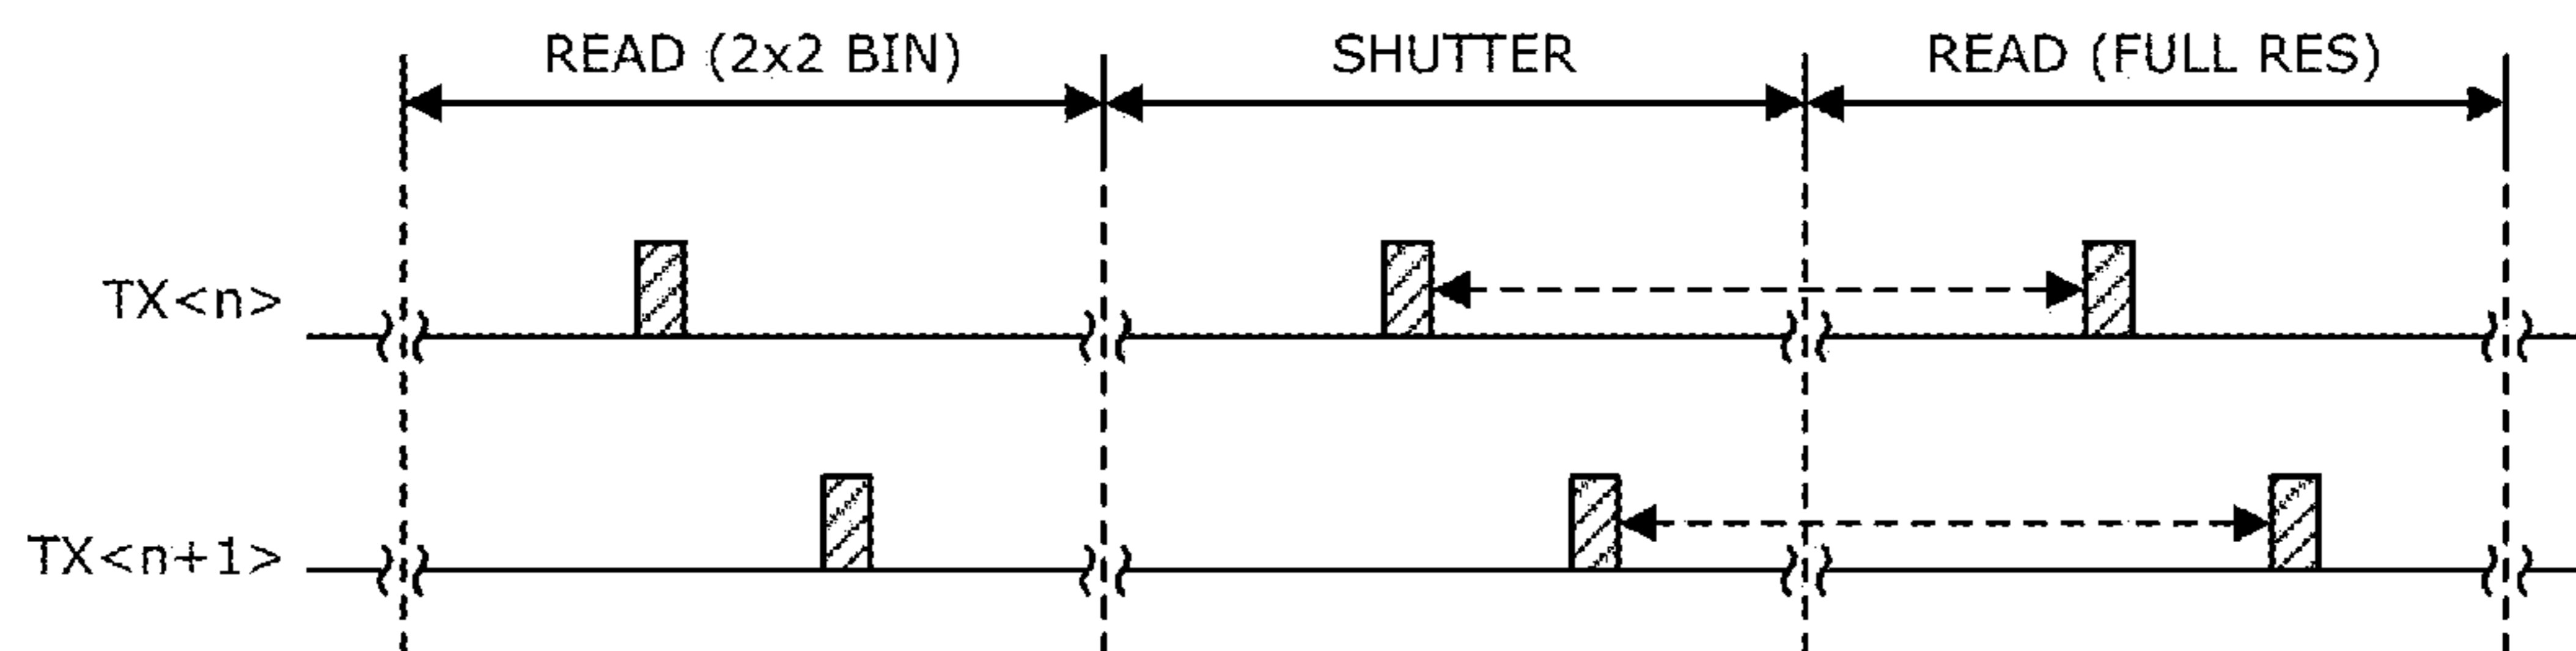 READ (2x2 BIN) SHUTTER READ (FULL RES)
TX<n>
TX<n+1>